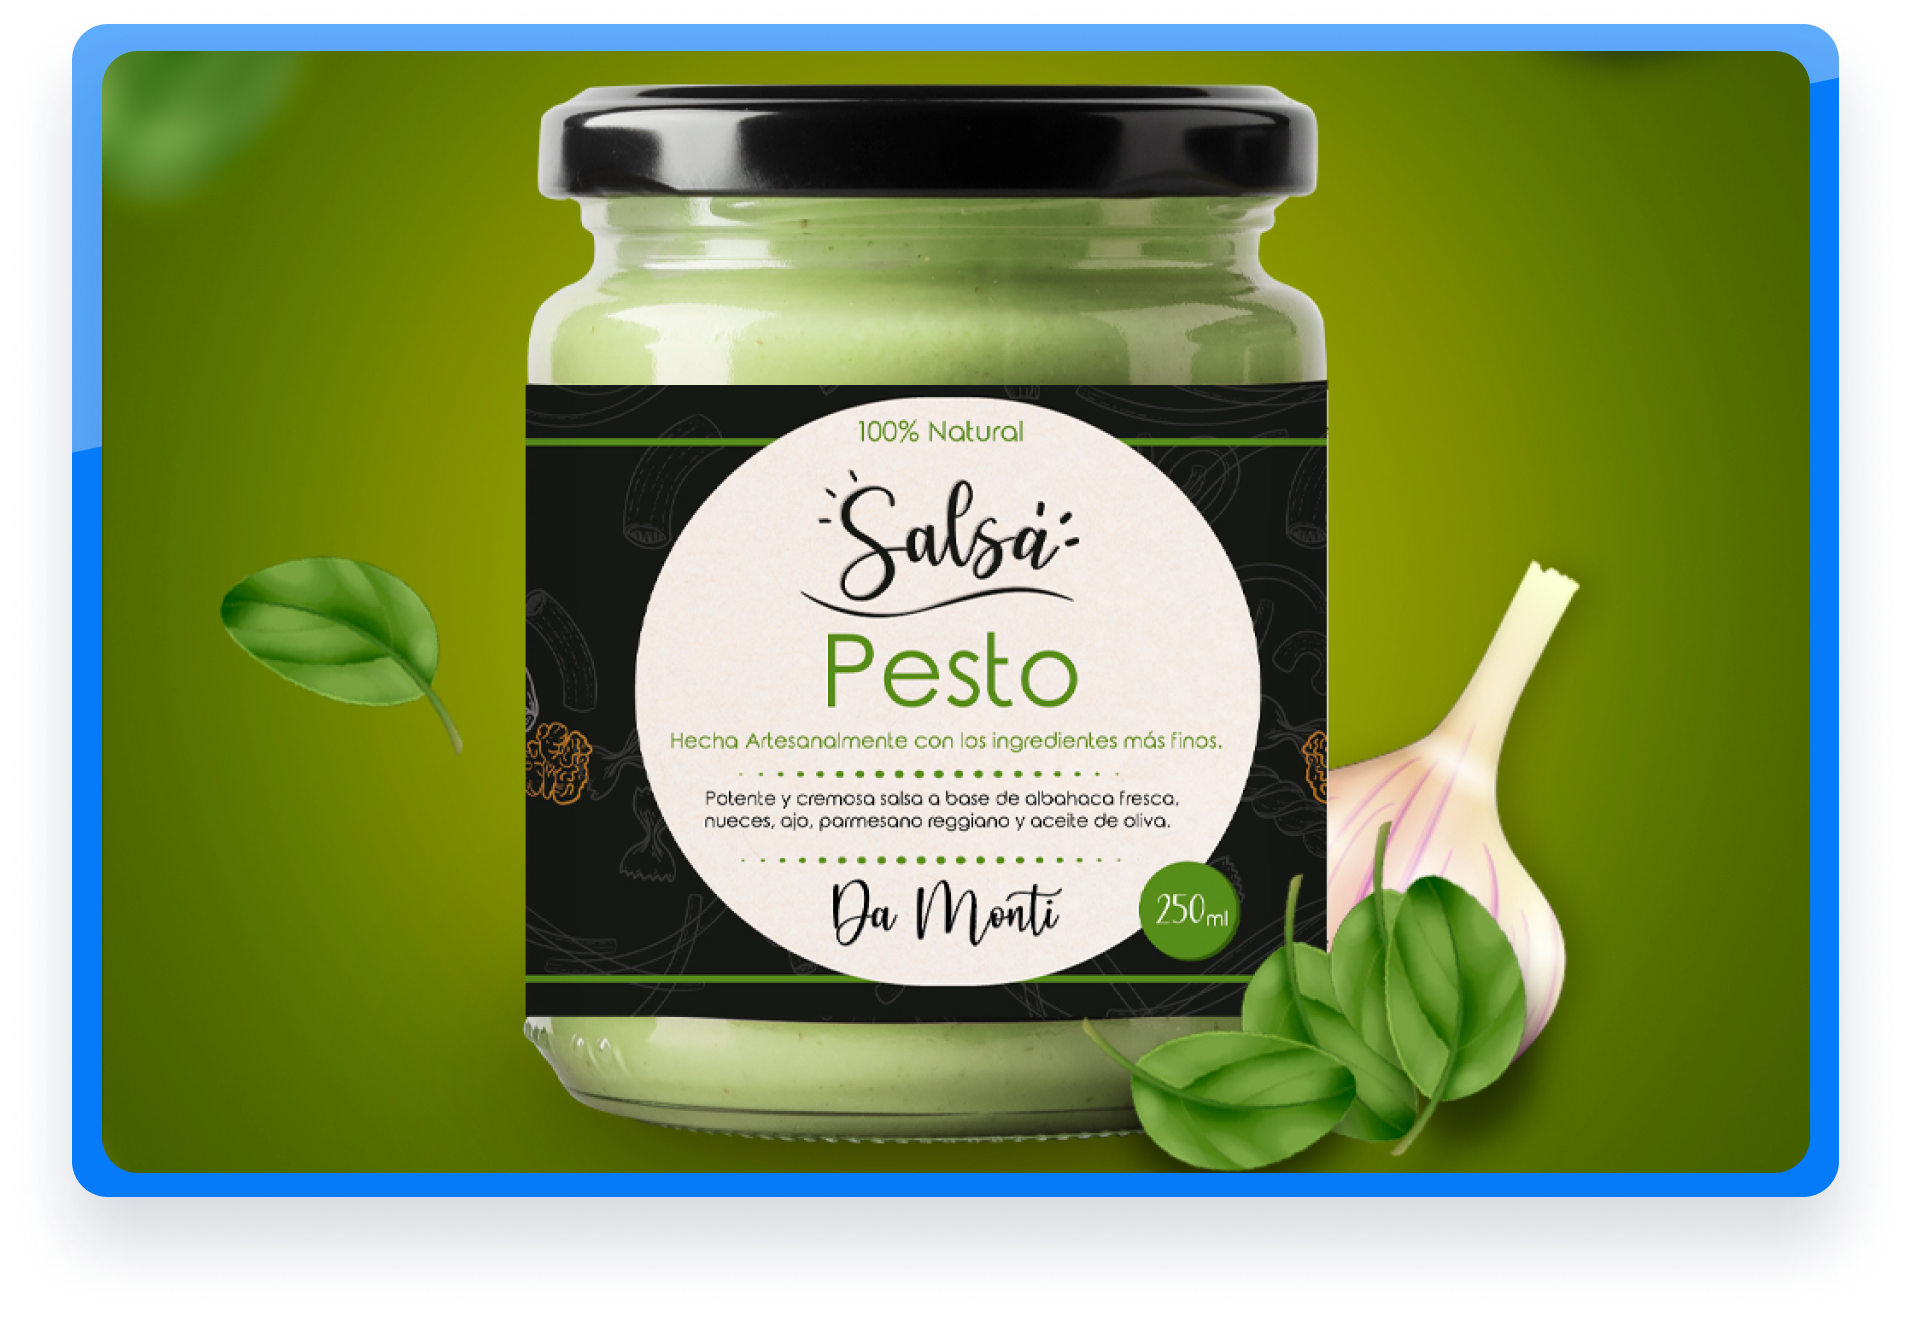 100% Natural
Salsa
Pesto
Hecha Artesanalmente con los ingredientes más finos.
Potente y cremosa salsa a base de albahaca fresca,
nueces, ajo, parmesano reggiano y aceite de oliva.
Da Monti
250ml